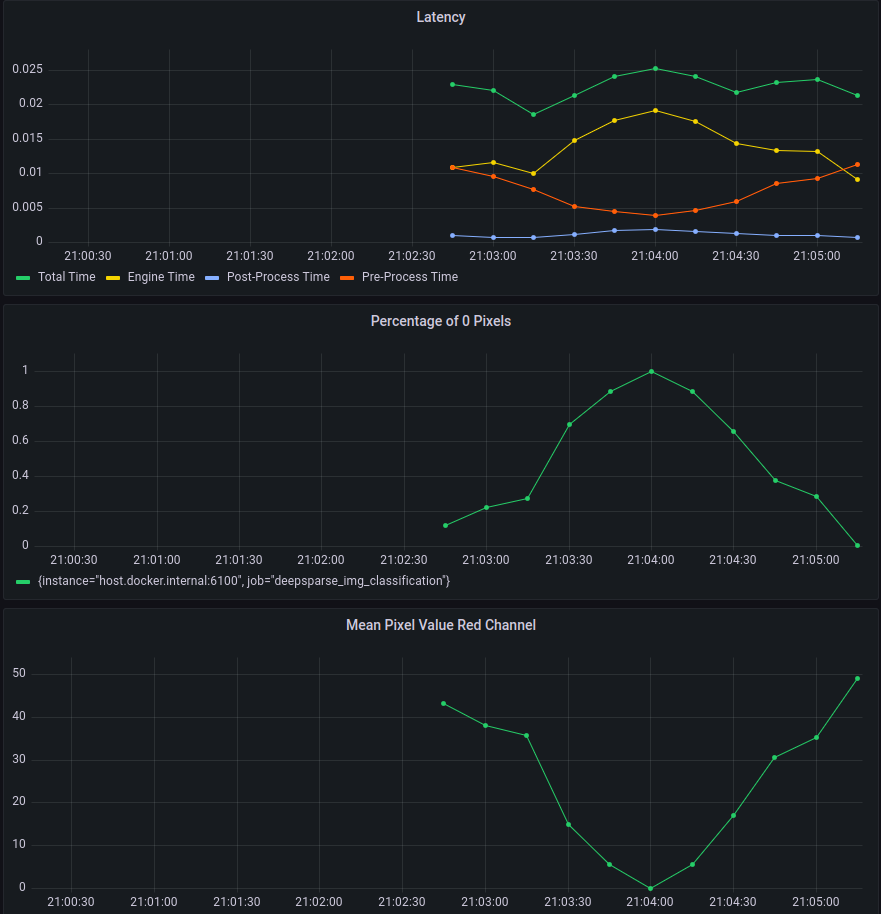 Latency
0.025
0.02
0.015
0.01
0.005
0
21:00:30 21:01:00 21:01:30 21:02:00 21:02:30 21:03:00 21:03:30 21:04:00 21:04:30 21:05:00
Total Time Engine Time Post-Process Time Pre-Process Time
Percentage of 0 Pixels
1
0.8
0.6
0.4
0.2
0
21:00:30 21:01:00 21:01:30 21:02:00 21:02:30 21:03:00 21:03:30 21:04:00 21:04:30 21:05:00
{instance="host.docker.internal:6100", job="deepsparse_img_classification"}
Mean Pixel Value Red Channel
50
40
30
20
10
0
21:00:30 21:01:00 21:01:30 21:02:00 21:02:30 21:03:00 21:03:30 21:04:00 21:04:30 21:05:00